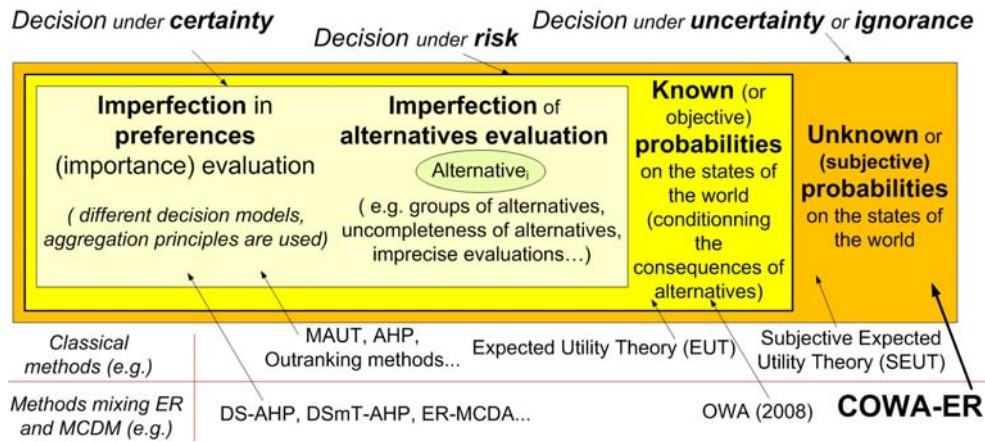 Decision under certainty
Decision under risk
Decision under uncertainty or ignorance
Imperfection in
preferences
(importance) evaluation
( different decision models,
aggregation principles are used)
Imperfection of
alternatives evaluation
Alternativeᵢ
( e.g. groups of alternatives,
uncompleteness of alternatives,
imprecise evaluations…)
Known (or
objective)
probabilities
on the states of
the world
(conditionning
the
consequences of
alternatives)
Unknown or
(subjective)
probabilities
on the states of
the world
Classical
methods (e.g.)
MAUT, AHP,
Outranking methods...
Expected Utility Theory (EUT)
Subjective Expected
Utility Theory (SEUT)
Methods mixing ER
and MCDM (e.g.)
DS-AHP, DSmT-AHP, ER-MCDA...
OWA (2008)
COWA-ER